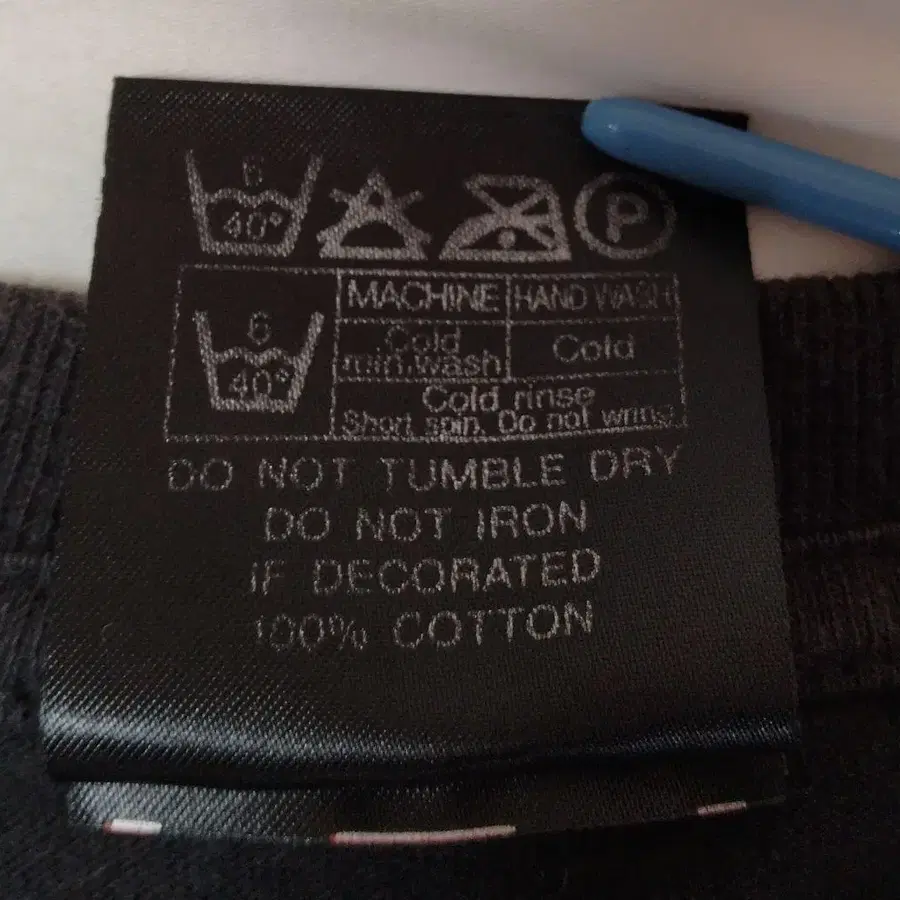 6
40°
P
MACHINE HAND WASH
6
40°
Cold
min.wash
Cold
Cold rinse
Short spin. Do not wring.
DO NOT TUMBLE DRY
DO NOT IRON
IF DECORATED
100% COTTON